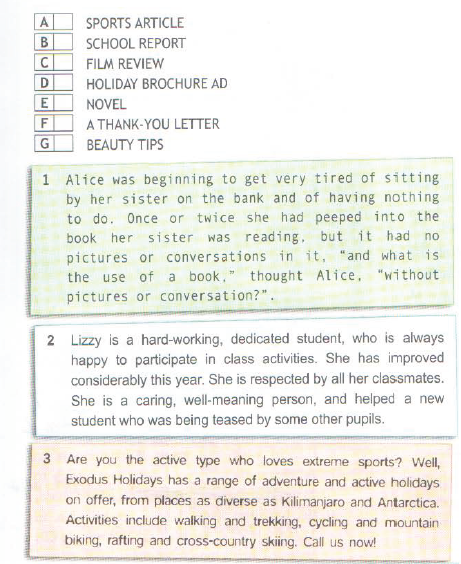 A SPORTS ARTICLE
B SCHOOL REPORT
C FILM REVIEW
D HOLIDAY BROCHURE AD
E NOVEL
F A THANK-YOU LETTER
G BEAUTY TIPS
1 Alice was beginning to get very tired of sitting
by her sister on the bank and of having nothing
to do. Once or twice she had peeped into the
book her sister was reading, but it had no
pictures or conversations in it, "and what is
the use of a book," thought Alice, "without
pictures or conversation?".
2 Lizzy is a hard-working, dedicated student, who is always
happy to participate in class activities. She has improved
considerably this year. She is respected by all her classmates.
She is a caring, well-meaning person, and helped a new
student who was being teased by some other pupils.
3 Are you the active type who loves extreme sports? Well,
Exodus Holidays has a range of adventure and active holidays
on offer, from places as diverse as Kilimanjaro and Antarctica.
Activities include walking and trekking, cycling and mountain
biking, rafting and cross-country skiing. Call us now!